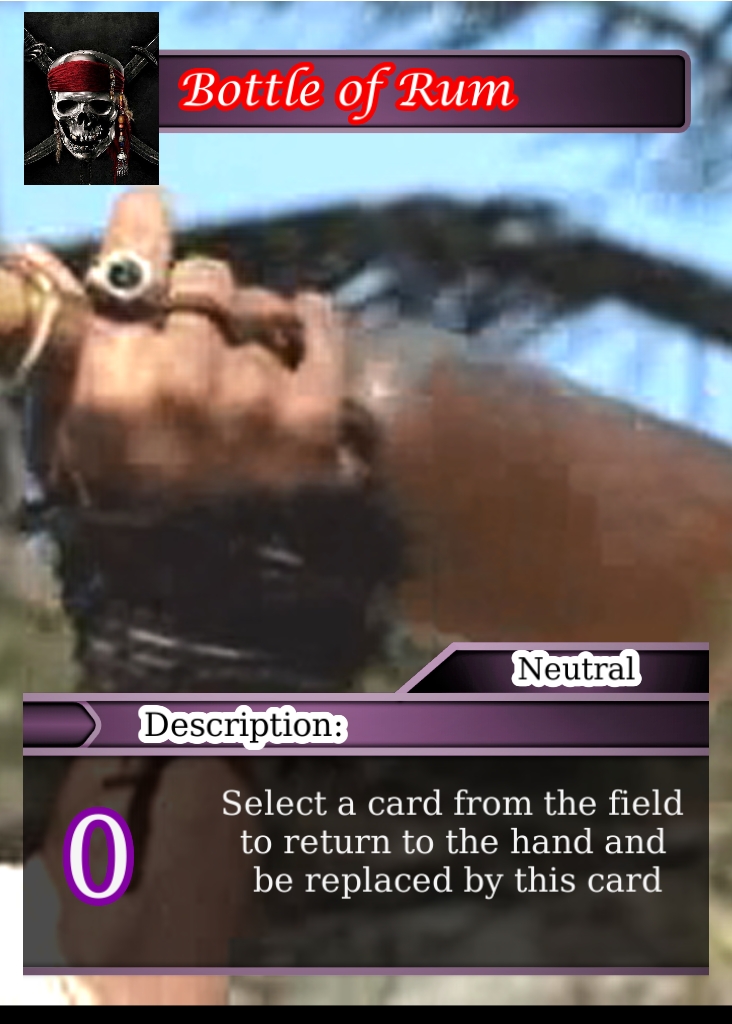 Bottle of Rum
Neutral
Description:
0
Select a card from the field
to return to the hand and
be replaced by this card